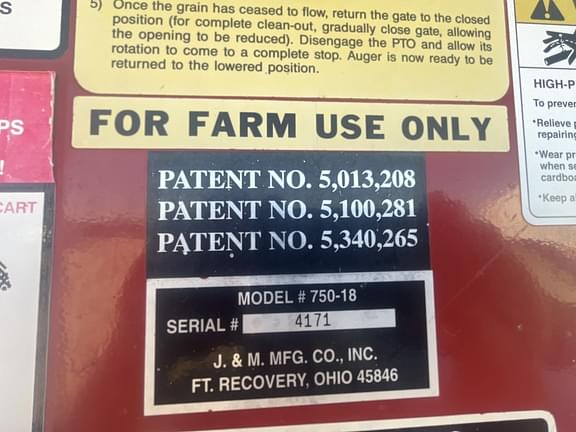 S
5) Once the grain has ceased to flow, return the gate to the closed
position (for complete clean-out, gradually close gate, allowing
the opening to be reduced). Disengage the PTO and allow its
rotation to come to a complete stop. Auger is now ready to be
returned to the lowered position.
FOR FARM USE ONLY
PATENT NO. 5,013,208
PATENT NO. 5,100,281
PATENT NO. 5,340,265
MODEL # 750-18
SERIAL # 4171
J. & M. MFG. CO., INC.
FT. RECOVERY, OHIO 45846
PS
!
CART
HIGH-P
To preven
*Relieve p
repairing
*Wear pr
when se
cardboa
*Keep al